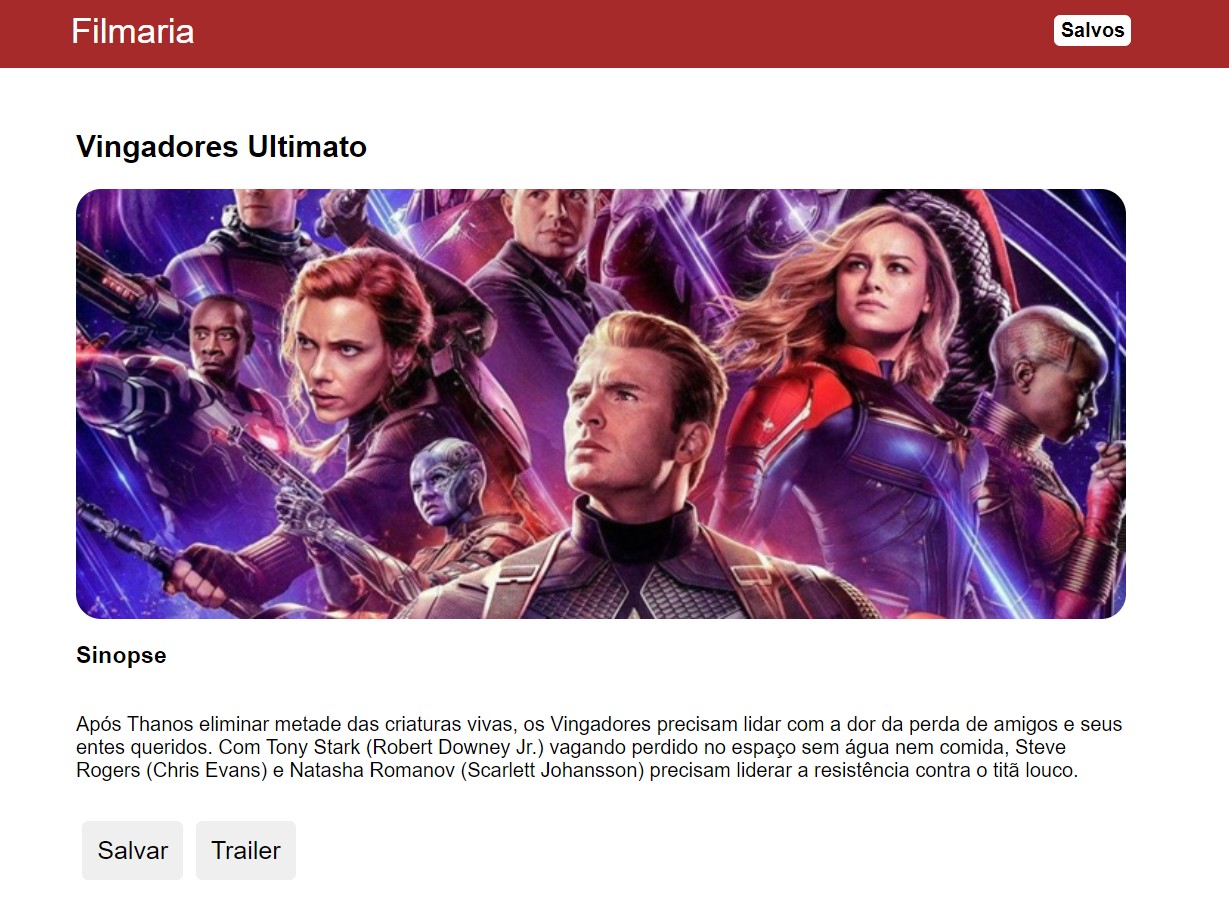 Filmaria
Salvos
Vingadores Ultimato
Sinopse
Após Thanos eliminar metade das criaturas vivas, os Vingadores precisam lidar com a dor da perda de amigos e seus
entes queridos. Com Tony Stark (Robert Downey Jr.) vagando perdido no espaço sem água nem comida, Steve
Rogers (Chris Evans) e Natasha Romanov (Scarlett Johansson) precisam liderar a resistência contra o titã louco.
Salvar
Trailer